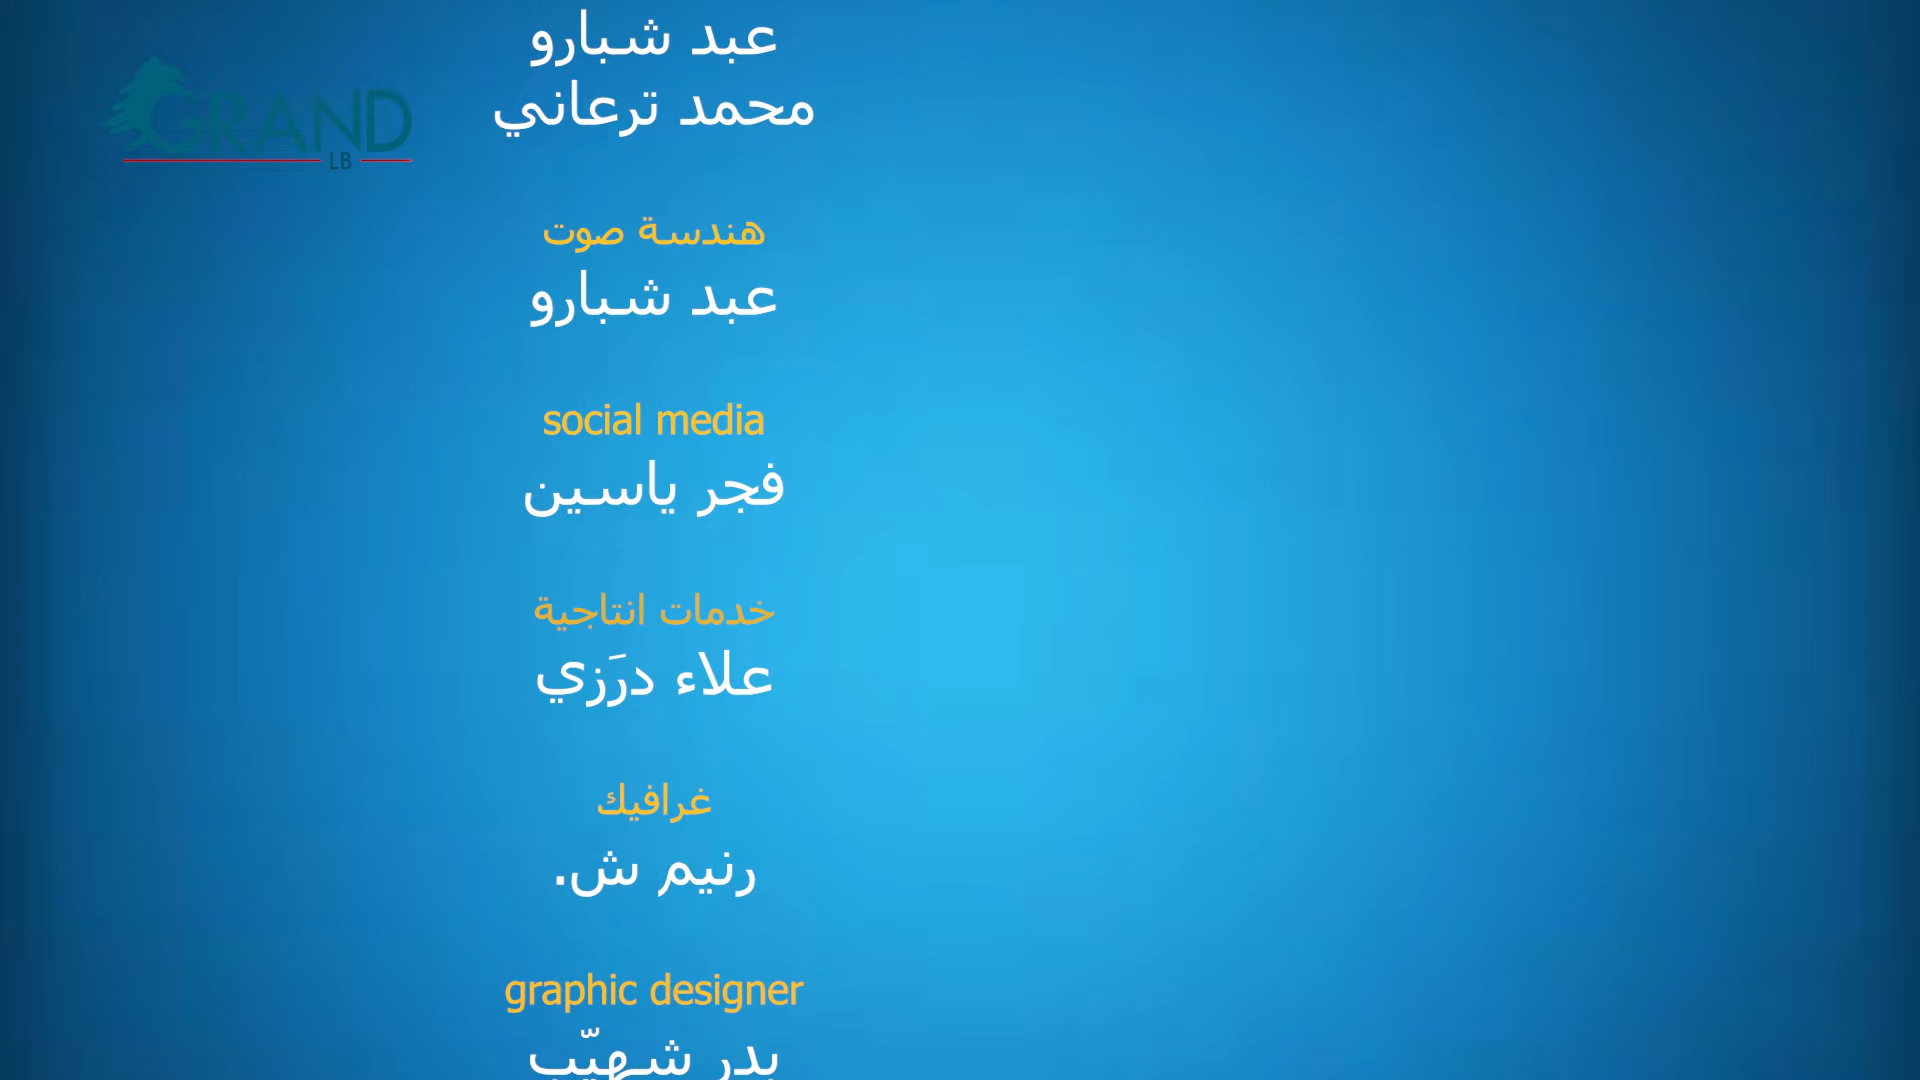 عبد شبارو
محمد ترعاني
GRAND
LB
هندسة صوت
عبد شبارو
social media
فجر ياسين
خدمات انتاجية
علاء درَزي
غرافيك
رنيم ش.
graphic designer
بدر شهيّب